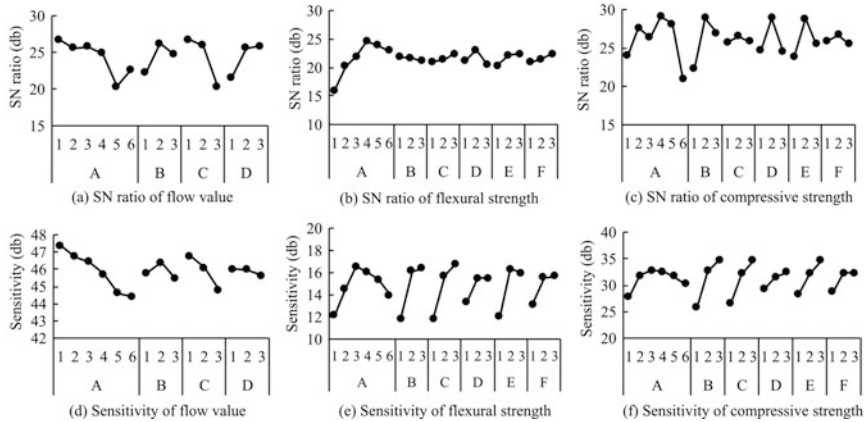 SN ratio (db)
30
25
20
15
1 2 3 4 5 6 1 2 3 1 2 3 1 2 3
A B C D
(a) SN ratio of flow value
SN ratio (db)
30
25
20
15
10
1 2 3 4 5 6 1 2 3 1 2 3 1 2 3 1 2 3 1 2 3
A B C D E F
(b) SN ratio of flexural strength
SN ratio (db)
30
25
20
15
1 2 3 4 5 6 1 2 3 1 2 3 1 2 3 1 2 3 1 2 3
A B C D E F
(c) SN ratio of compressive strength
Sensitivity (db)
48
47
46
45
44
43
42
1 2 3 4 5 6 1 2 3 1 2 3 1 2 3
A B C D
(d) Sensitivity of flow value
Sensitivity (db)
20
18
16
14
12
10
1 2 3 4 5 6 1 2 3 1 2 3 1 2 3 1 2 3 1 2 3
A B C D E F
(e) Sensitivity of flexural strength
Sensitivity (db)
40
35
30
25
20
1 2 3 4 5 6 1 2 3 1 2 3 1 2 3 1 2 3 1 2 3
A B C D E F
(f) Sensitivity of compressive strength